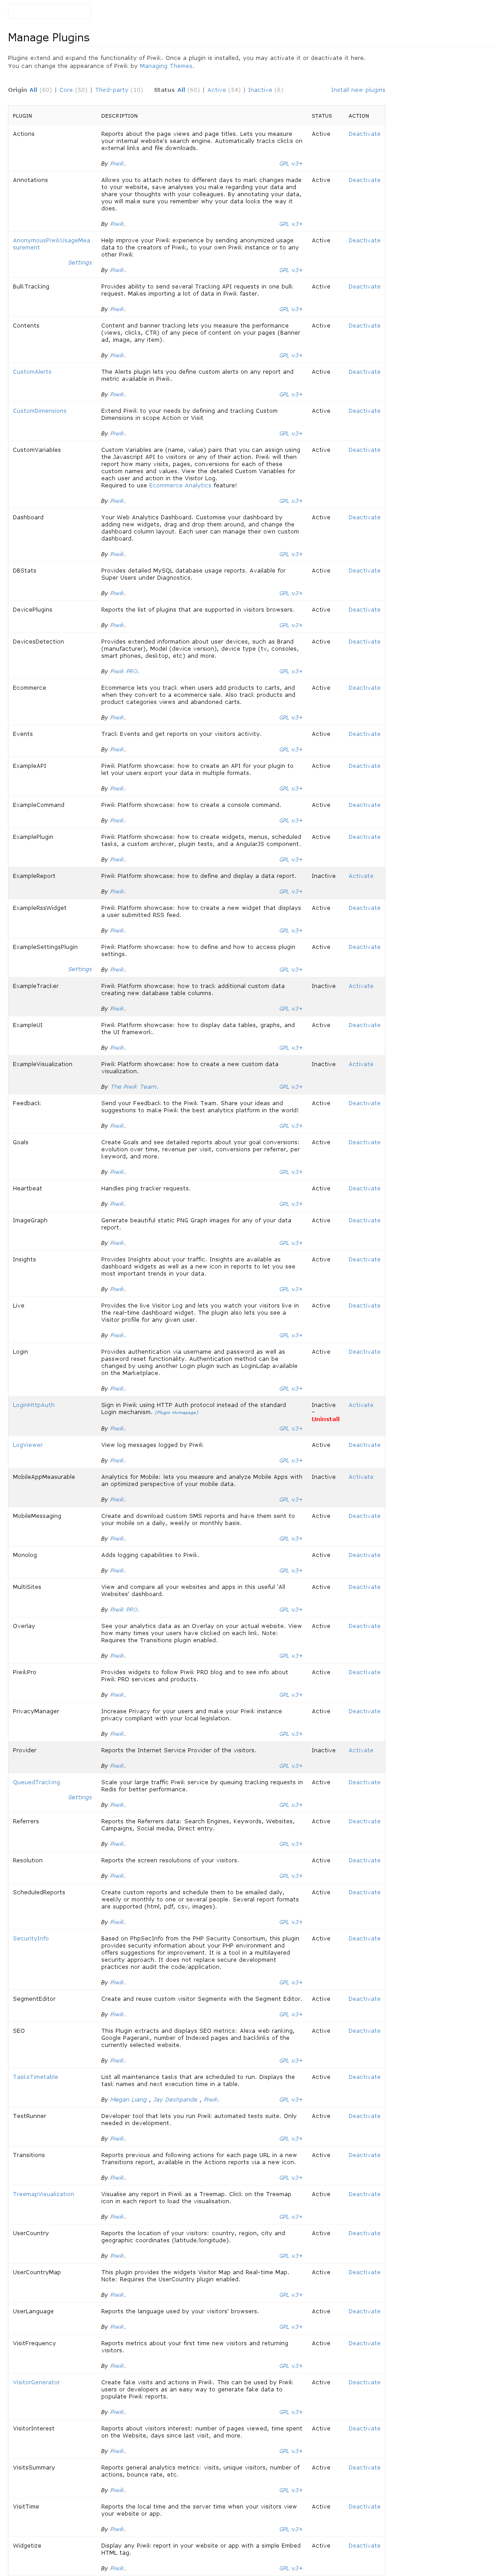 Manage Plugins
Plugins extend and expand the functionality of Piwik. Once a plugin is installed, you may activate it or deactivate it here.
You can change the appearance of Piwik by Managing Themes.
Origin All (60) | Core (50) | Third-party (10) Status All (60) | Active (54) | Inactive (6) Install new plugins
PLUGIN DESCRIPTION STATUS ACTION
Actions Reports about the page views and page titles. Lets you measure Active Deactivate
your internal website's search engine. Automatically tracks clicks on
external links and file downloads.
By Piwik. GPL v3+
Annotations Allows you to attach notes to different days to mark changes made Active Deactivate
to your website, save analyses you make regarding your data and
share your thoughts with your colleagues. By annotating your data,
you will make sure you remember why your data looks the way it
does.
By Piwik. GPL v3+
AnonymousPiwikUsageMea Help improve your Piwik experience by sending anonymized usage Active Deactivate
surement data to the creators of Piwik, to your own Piwik instance or to any
other Piwik
Settings
By Piwik. GPL v3+
BulkTracking Provides ability to send several Tracking API requests in one bulk Active Deactivate
request. Makes importing a lot of data in Piwik faster.
By Piwik. GPL v3+
Contents Content and banner tracking lets you measure the performance Active Deactivate
(views, clicks, CTR) of any piece of content on your pages (Banner
ad, image, any item).
By Piwik. GPL v3+
CustomAlerts The Alerts plugin lets you define custom alerts on any report and Active Deactivate
metric available in Piwik.
By Piwik. GPL v3+
CustomDimensions Extend Piwik to your needs by defining and tracking Custom Active Deactivate
Dimensions in scope Action or Visit
By Piwik. GPL v3+
CustomVariables Custom Variables are (name, value) pairs that you can assign using Active Deactivate
the Javascript API to visitors or any of their action. Piwik will then
report how many visits, pages, conversions for each of these
custom names and values. View the detailed Custom Variables for
each user and action in the Visitor Log.
Required to use Ecommerce Analytics feature!
By Piwik. GPL v3+
Dashboard Your Web Analytics Dashboard. Customise your dashboard by Active Deactivate
adding new widgets, drag and drop them around, and change the
dashboard column layout. Each user can manage their own custom
dashboard.
By Piwik. GPL v3+
DBStats Provides detailed MySQL database usage reports. Available for Active Deactivate
Super Users under Diagnostics.
By Piwik. GPL v3+
DevicePlugins Reports the list of plugins that are supported in visitors browsers. Active Deactivate
By Piwik. GPL v3+
DevicesDetection Provides extended information about user devices, such as Brand Active Deactivate
(manufacturer), Model (device version), device type (tv, consoles,
smart phones, desktop, etc) and more.
By Piwik PRO. GPL v3+
Ecommerce Ecommerce lets you track when users add products to carts, and Active Deactivate
when they convert to a ecommerce sale. Also track products and
product categories views and abandoned carts.
By Piwik. GPL v3+
Events Track Events and get reports on your visitors activity. Active Deactivate
By Piwik. GPL v3+
ExampleAPI Piwik Platform showcase: how to create an API for your plugin to Active Deactivate
let your users export your data in multiple formats.
By Piwik. GPL v3+
ExampleCommand Piwik Platform showcase: how to create a console command. Active Deactivate
By Piwik. GPL v3+
ExamplePlugin Piwik Platform showcase: how to create widgets, menus, scheduled Active Deactivate
tasks, a custom archiver, plugin tests, and a AngularJS component.
By Piwik. GPL v3+
ExampleReport Piwik Platform showcase: how to define and display a data report. Inactive Activate
By Piwik. GPL v3+
ExampleRssWidget Piwik Platform showcase: how to create a new widget that displays Active Deactivate
a user submitted RSS feed.
By Piwik. GPL v3+
ExampleSettingsPlugin Piwik Platform showcase: how to define and how to access plugin Active Deactivate
settings.
Settings By Piwik. GPL v3+
ExampleTracker Piwik Platform showcase: how to track additional custom data Inactive Activate
creating new database table columns.
By Piwik. GPL v3+
ExampleUI Piwik Platform showcase: how to display data tables, graphs, and Active Deactivate
the UI framework.
By Piwik. GPL v3+
ExampleVisualization Piwik Platform showcase: how to create a new custom data Inactive Activate
visualization.
By The Piwik Team. GPL v3+
Feedback Send your Feedback to the Piwik Team. Share your ideas and Active Deactivate
suggestions to make Piwik the best analytics platform in the world!
By Piwik. GPL v3+
Goals Create Goals and see detailed reports about your goal conversions: Active Deactivate
evolution over time, revenue per visit, conversions per referrer, per
keyword, and more.
By Piwik. GPL v3+
Heartbeat Handles ping tracker requests. Active Deactivate
By Piwik. GPL v3+
ImageGraph Generate beautiful static PNG Graph images for any of your data Active Deactivate
report.
By Piwik. GPL v3+
Insights Provides Insights about your traffic. Insights are available as Active Deactivate
dashboard widgets as well as a new icon in reports to let you see
most important trends in your data.
By Piwik. GPL v3+
Live Provides the live Visitor Log and lets you watch your visitors live in Active Deactivate
the real-time dashboard widget. The plugin also lets you see a
Visitor profile for any given user.
By Piwik. GPL v3+
Login Provides authentication via username and password as well as Active Deactivate
password reset functionality. Authentication method can be
changed by using another Login plugin such as LoginLdap available
on the Marketplace.
By Piwik. GPL v3+
LoginHttpAuth Sign in Piwik using HTTP Auth protocol instead of the standard Inactive Activate
Login mechanism. (Plugin Homepage) -
Uninstall
By Piwik. GPL v3+
LogViewer View log messages logged by Piwik Active Deactivate
By Piwik. GPL v3+
MobileAppMeasurable Analytics for Mobile: lets you measure and analyze Mobile Apps with Inactive Activate
an optimized perspective of your mobile data.
By Piwik. GPL v3+
MobileMessaging Create and download custom SMS reports and have them sent to Active Deactivate
your mobile on a daily, weekly or monthly basis.
By Piwik. GPL v3+
Monolog Adds logging capabilities to Piwik. Active Deactivate
By Piwik. GPL v3+
MultiSites View and compare all your websites and apps in this useful 'All Active Deactivate
Websites' dashboard.
By Piwik PRO. GPL v3+
Overlay See your analytics data as an Overlay on your actual website. View Active Deactivate
how many times your users have clicked on each link. Note:
Requires the Transitions plugin enabled.
By Piwik. GPL v3+
PiwikPro Provides widgets to follow Piwik PRO blog and to see info about Active Deactivate
Piwik PRO services and products.
By Piwik. GPL v3+
PrivacyManager Increase Privacy for your users and make your Piwik instance Active Deactivate
privacy compliant with your local legislation.
By Piwik. GPL v3+
Provider Reports the Internet Service Provider of the visitors. Inactive Activate
By Piwik. GPL v3+
QueuedTracking Scale your large traffic Piwik service by queuing tracking requests in Active Deactivate
Redis for better performance.
Settings
By Piwik. GPL v3+
Referrers Reports the Referrers data: Search Engines, Keywords, Websites, Active Deactivate
Campaigns, Social media, Direct entry.
By Piwik. GPL v3+
Resolution Reports the screen resolutions of your visitors. Active Deactivate
By Piwik. GPL v3+
ScheduledReports Create custom reports and schedule them to be emailed daily, Active Deactivate
weekly or monthly to one or several people. Several report formats
are supported (html, pdf, csv, images).
By Piwik. GPL v3+
SecurityInfo Based on PhpSecInfo from the PHP Security Consortium, this plugin Active Deactivate
provides security information about your PHP environment and
offers suggestions for improvement. It is a tool in a multilayered
security approach. It does not replace secure development
practices nor audit the code/application.
By Piwik. GPL v3+
SegmentEditor Create and reuse custom visitor Segments with the Segment Editor. Active Deactivate
By Piwik. GPL v3+
SEO This Plugin extracts and displays SEO metrics: Alexa web ranking, Active Deactivate
Google Pagerank, number of Indexed pages and backlinks of the
currently selected website.
By Piwik. GPL v3+
TasksTimetable List all maintenance tasks that are scheduled to run. Displays the Active Deactivate
task names and next execution time in a table.
By Megan Liang , Jay Deshpande , Piwik. GPL v3+
TestRunner Developer tool that lets you run Piwik automated tests suite. Only Active Deactivate
needed in development.
By Piwik. GPL v3+
Transitions Reports previous and following actions for each page URL in a new Active Deactivate
Transitions report, available in the Actions reports via a new icon.
By Piwik. GPL v3+
TreemapVisualization Visualise any report in Piwik as a Treemap. Click on the Treemap Active Deactivate
icon in each report to load the visualisation.
By Piwik. GPL v3+
UserCountry Reports the location of your visitors: country, region, city and Active Deactivate
geographic coordinates (latitude/longitude).
By Piwik. GPL v3+
UserCountryMap This plugin provides the widgets Visitor Map and Real-time Map. Active Deactivate
Note: Requires the UserCountry plugin enabled.
By Piwik. GPL v3+
UserLanguage Reports the language used by your visitors' browsers. Active Deactivate
By Piwik. GPL v3+
VisitFrequency Reports metrics about your first time new visitors and returning Active Deactivate
visitors.
By Piwik. GPL v3+
VisitorGenerator Create fake visits and actions in Piwik. This can be used by Piwik Active Deactivate
users or developers as an easy way to generate fake data to
populate Piwik reports.
By Piwik. GPL v3+
VisitorInterest Reports about visitors interest: number of pages viewed, time spent Active Deactivate
on the Website, days since last visit, and more.
By Piwik. GPL v3+
VisitsSummary Reports general analytics metrics: visits, unique visitors, number of Active Deactivate
actions, bounce rate, etc.
By Piwik. GPL v3+
VisitTime Reports the local time and the server time when your visitors view Active Deactivate
your website or app.
By Piwik. GPL v3+
Widgetize Display any Piwik report in your website or app with a simple Embed Active Deactivate
HTML tag.
By Piwik. GPL v3+